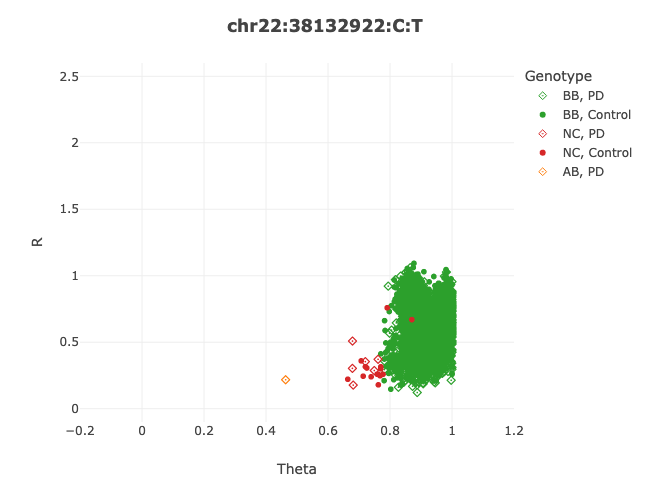 chr22:38132922:C:T
Genotype
BB, PD
BB, Control
NC, PD
NC, Control
AB, PD
R
2.5
2
1.5
1
0.5
0
−0.2 0 0.2 0.4 0.6 0.8 1 1.2
Theta